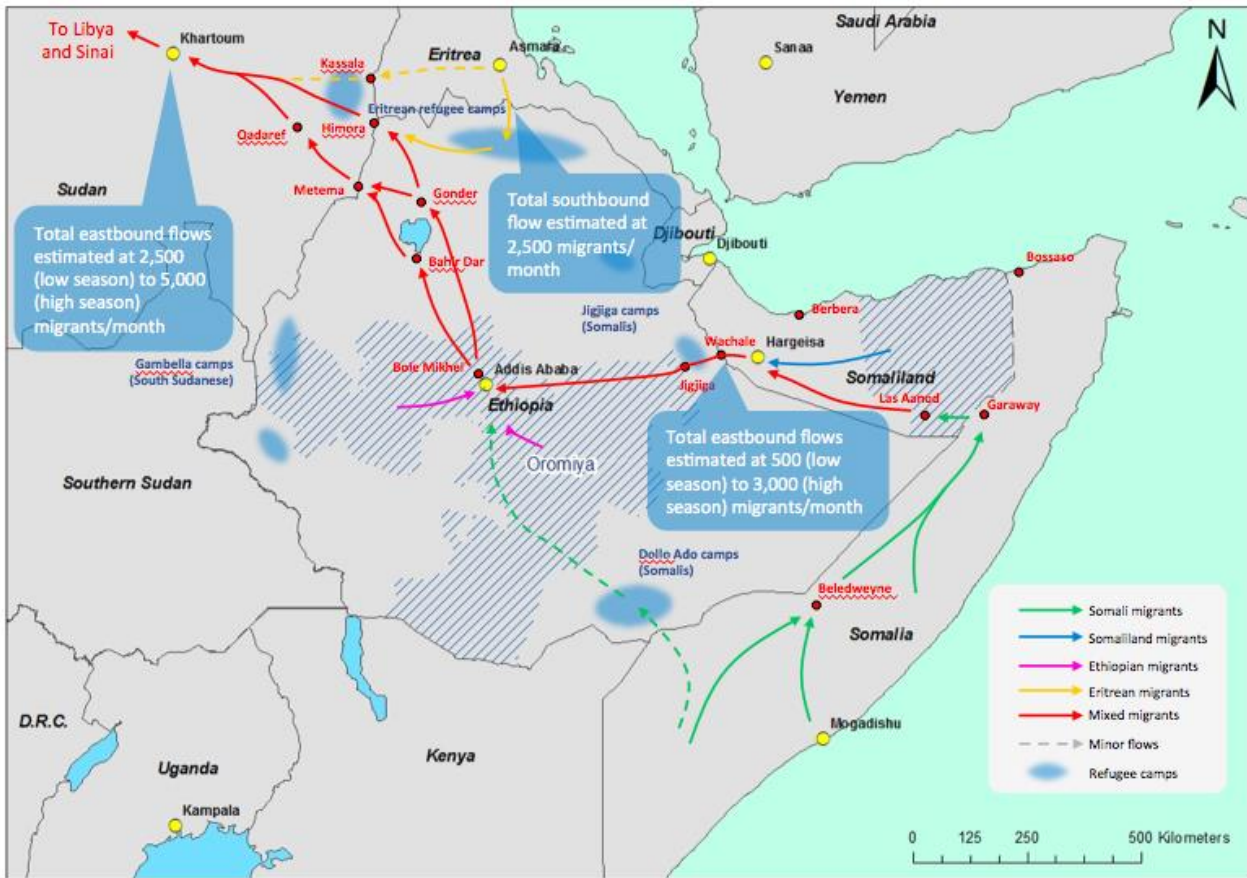 To Libya
and Sinai
Khartoum
Kassala
Eritrea
Asmara
Saudi Arabia
Sanaa
Yemen
N
Eritrean refugee camps
Qadaref
Himora
Sudan
Metema
Gonder
Total eastbound flows
estimated at 2,500
(low season) to 5,000
(high season)
migrants/month
Total southbound
flow estimated at
2,500 migrants/
month
Djibouti
Djibouti
Bahir Dar
Bossaso
Berbera
Jigjiga camps
(Somalis)
Gambella camps
(South Sudanese)
Wachale
Hargeisa
Bole Mikhel
Addis Ababa
Ethiopia
Jigjiga
Somaliland
Las Aanod
Garaway
Oromiya
Total eastbound flows
estimated at 500 (low
season) to 3,000 (high
season) migrants/month
Southern Sudan
Dollo Ado camps
(Somalis)
Beledweyne
Somalia
Mogadishu
D.R.C.
Uganda
Kenya
Kampala
Somali migrants
Somaliland migrants
Ethiopian migrants
Eritrean migrants
Mixed migrants
Minor flows
Refugee camps
0 125 250 500 Kilometers